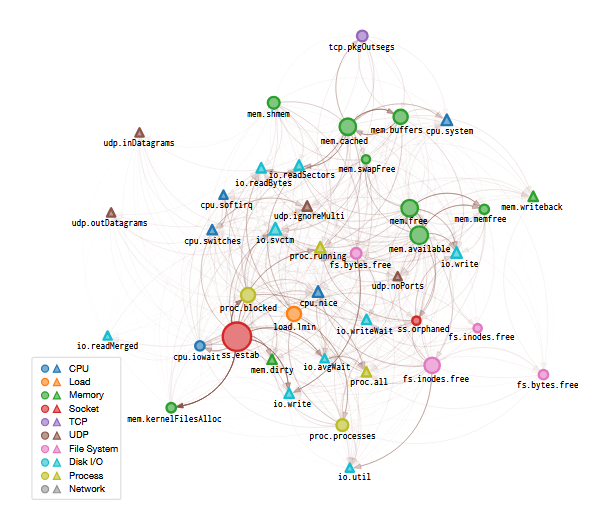 tcp.pkgOutsegs
mem.shmem
mem.cached
mem.buffers
cpu.system
udp.inDatagrams
mem.swapFree
io.readSectors
io.readBytes
cpu.softirq
mem.writeback
udp.outDatagrams
udp.ignoreMulti
mem.free
mem.memfree
cpu.switches
io.svctm
mem.available
proc.running
fs.bytes.free
io.write
udp.noPorts
cpu.nice
proc.blocked
load.1min
io.writeWait
ss.orphaned
fs.inodes.free
io.readMerged
cpu.iowait
ss.estab
mem.dirty
io.avgWait
proc.all
fs.inodes.free
fs.bytes.free
io.write
mem.kernelFilesAlloc
proc.processes
io.util
CPU
Load
Memory
Socket
TCP
UDP
File System
Disk I/O
Process
Network